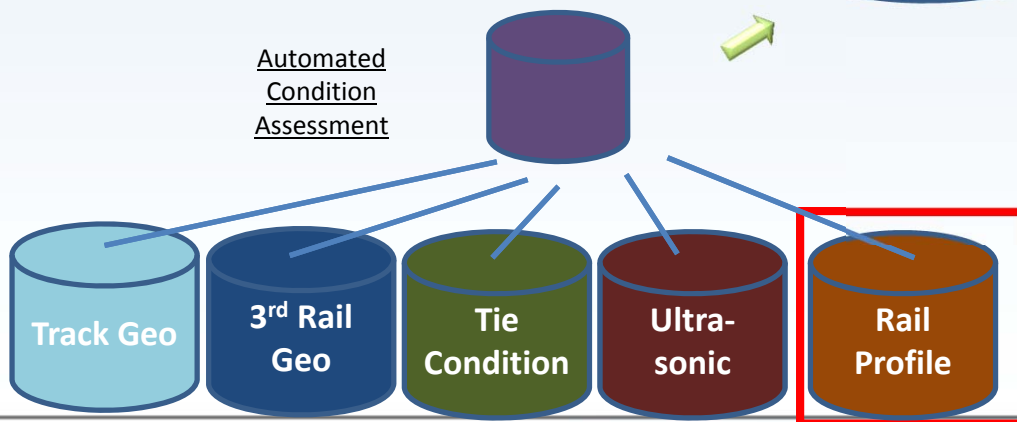 Automated
Condition
Assessment
Track Geo
3rd Rail
Geo
Tie
Condition
Ultra-
sonic
Rail
Profile